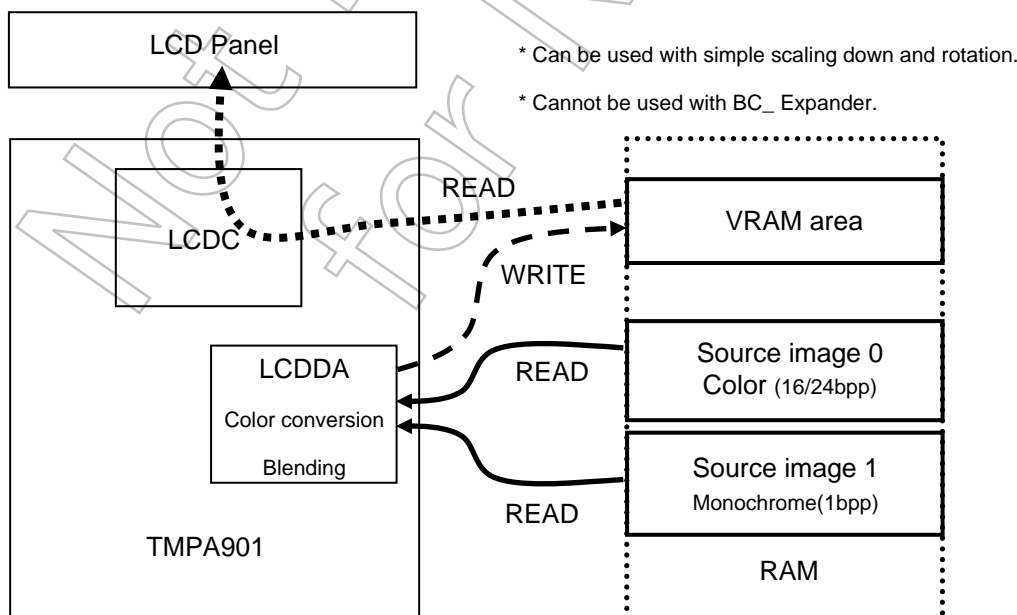 LCD Panel
* Can be used with simple scaling down and rotation.
* Cannot be used with BC_ Expander.
READ
LCDC
VRAM area
WRITE
LCDDA
READ
Source image 0
Color (16/24bpp)
Color conversion
Blending
Source image 1
Monochrome(1bpp)
READ
TMPA901
RAM
Not
for